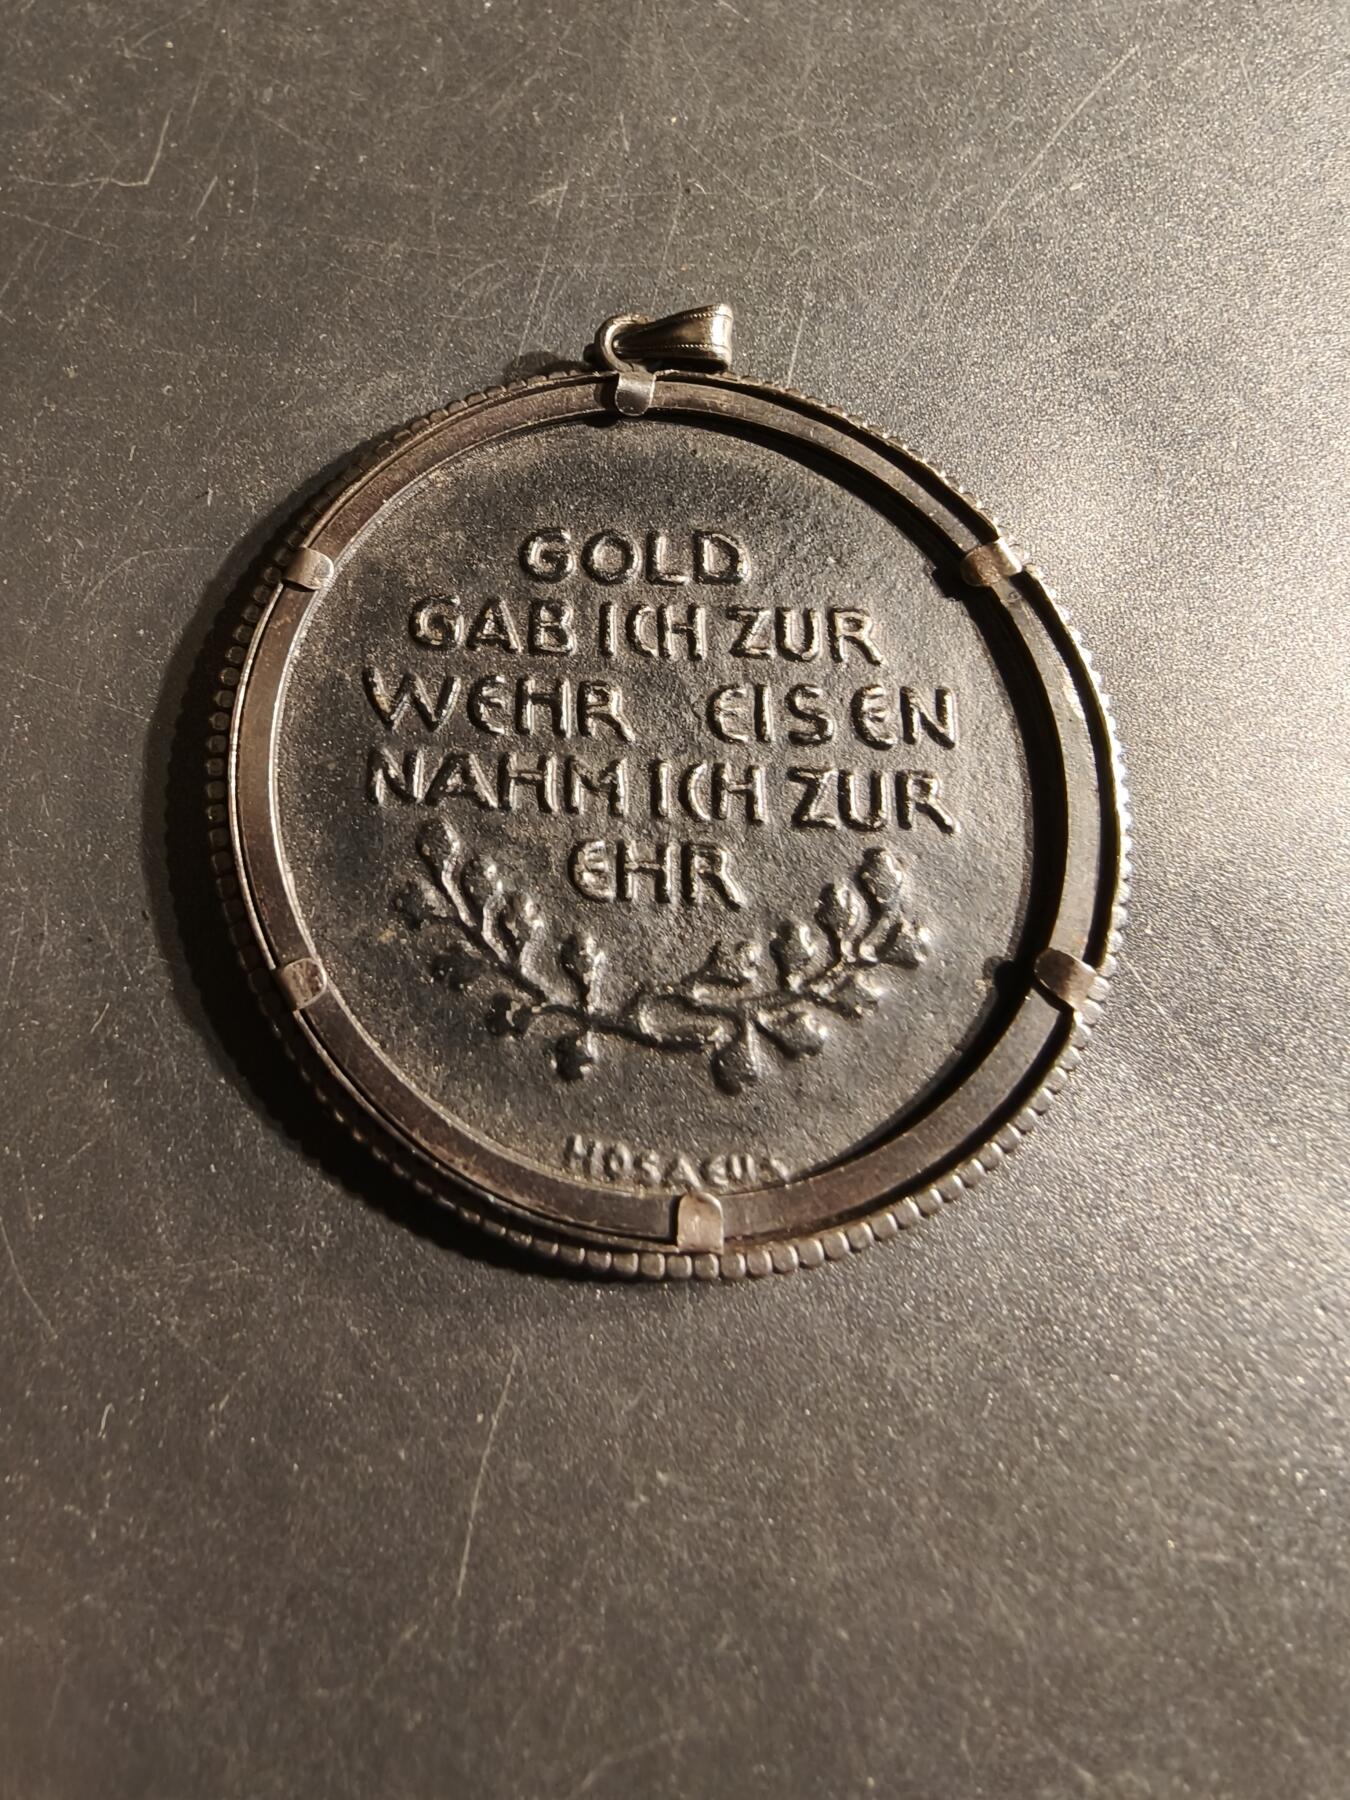 GOLD
GAB ICH ZUR
WEHR EISEN
NAHM ICH ZUR
EHR
HOSAEUS